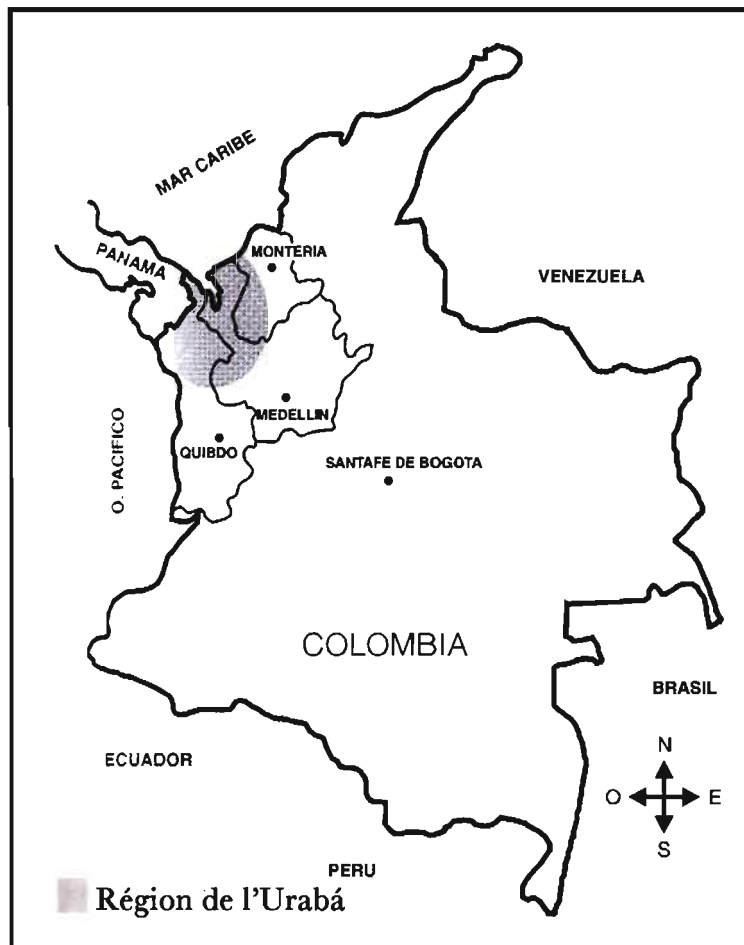 MAR CARIBE
PANAMA
MONTERIA
VENEZUELA
MEDELLIN
O. PACIFICO
QUIBDO
SANTAFE DE BOGOTA
COLOMBIA
BRASIL
ECUADOR
N
O E
S
PERU
Région de l'Urabá